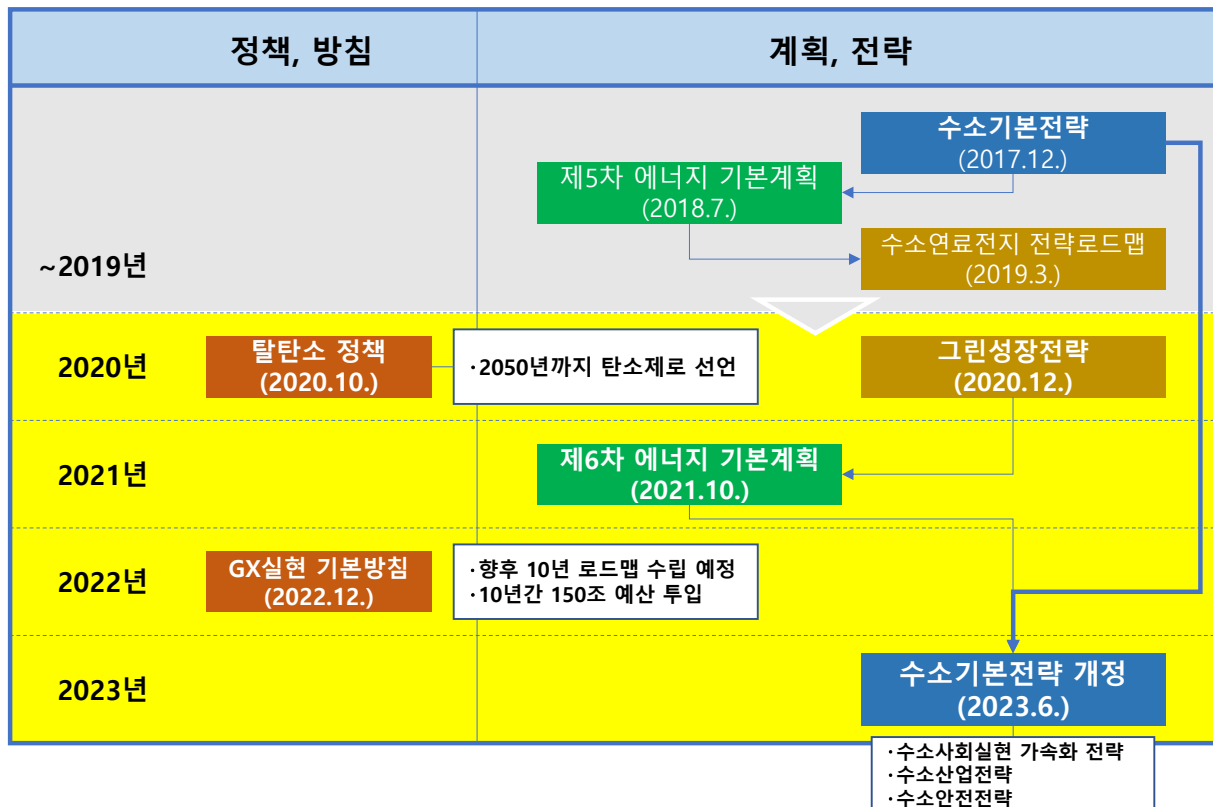 정책, 방침
계획, 전략
수소기본전략
(2017.12.)
제5차 에너지 기본계획
(2018.7.)
수소연료전지 전략로드맵
(2019.3.)
~2019년
2020년
탈탄소 정책
(2020.10.)
·2050년까지 탄소제로 선언
그린성장전략
(2020.12.)
2021년
제6차 에너지 기본계획
(2021.10.)
2022년
GX실현 기본방침
(2022.12.)
·향후 10년 로드맵 수립 예정
·10년간 150조 예산 투입
2023년
수소기본전략 개정
(2023.6.)
·수소사회실현 가속화 전략
·수소산업전략
·수소안전전략